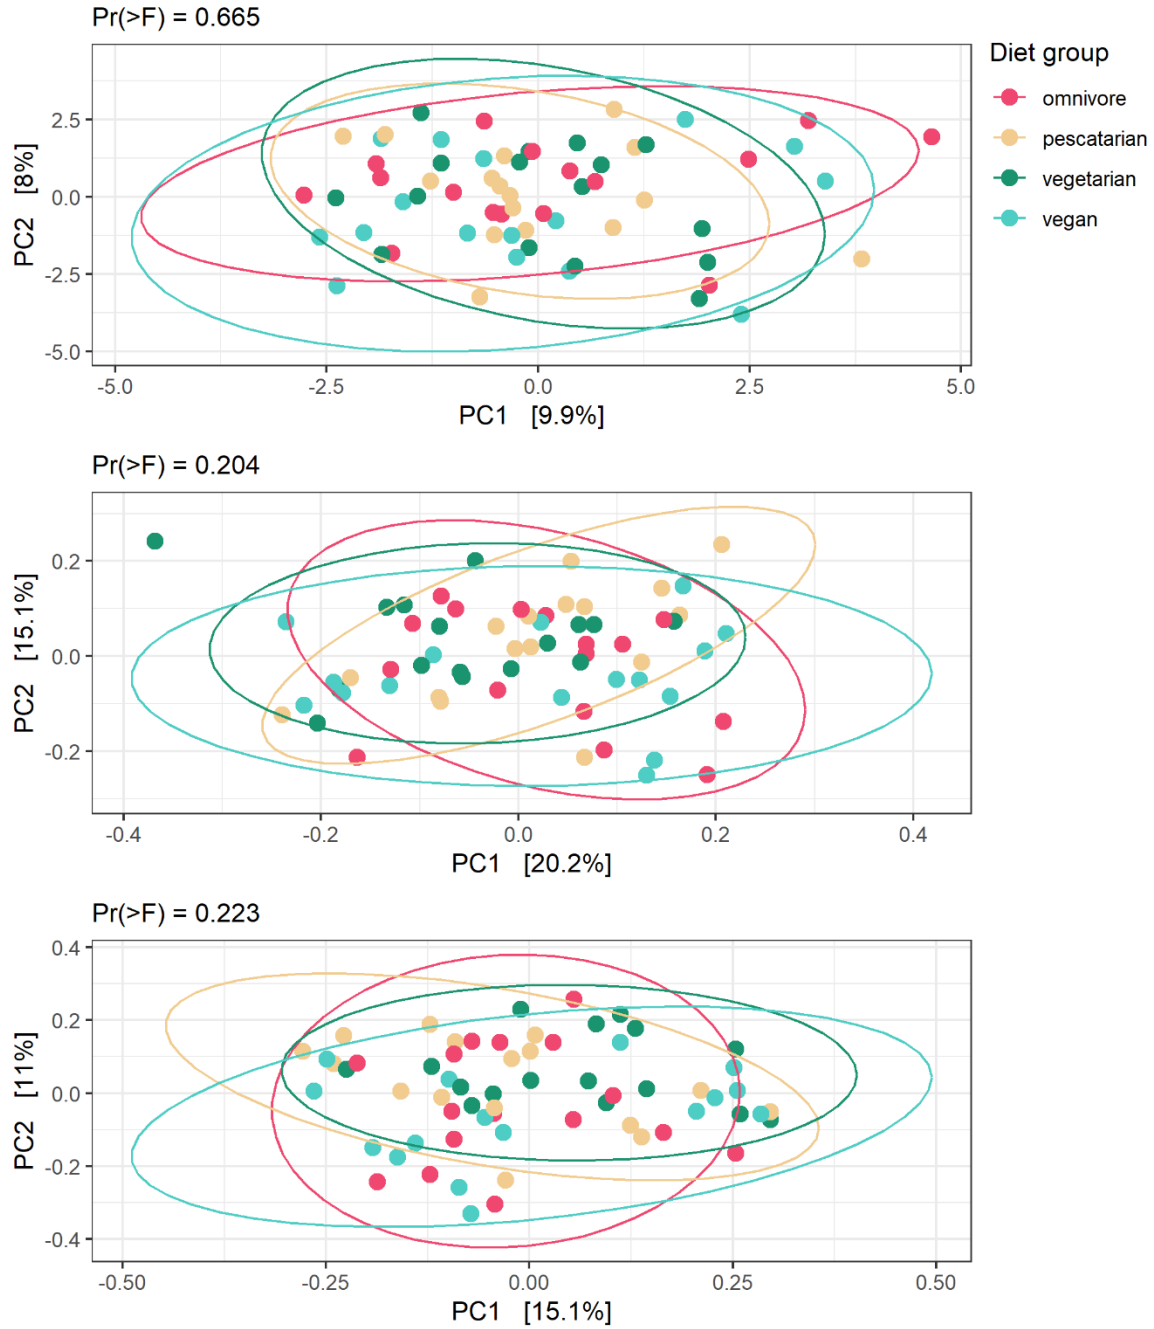 Pr(>F) = 0.665
Diet group
omnivore
pescatarian
vegetarian
vegan
PC2 [8%]
2.5
0.0
-2.5
-5.0
-5.0 -2.5 0.0 2.5 5.0
PC1 [9.9%]
Pr(>F) = 0.204
PC2 [15.1%]
0.2
0.0
-0.2
-0.4 -0.2 0.0 0.2 0.4
PC1 [20.2%]
Pr(>F) = 0.223
PC2 [11%]
0.4
0.2
0.0
-0.2
-0.4
-0.50 -0.25 0.00 0.25 0.50
PC1 [15.1%]